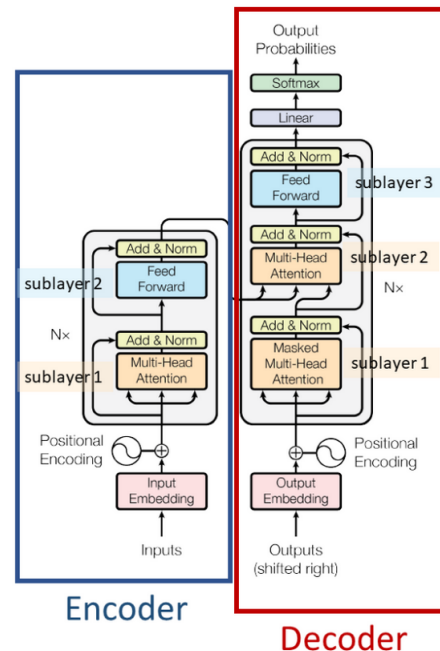 Output
Probabilities
Softmax
Linear
Add & Norm
Feed
Forward
sublayer 3
Add & Norm
Multi-Head
Attention
sublayer 2
N×
Add & Norm
Masked
Multi-Head
Attention
sublayer 1
Positional
Encoding
Output
Embedding
Outputs
(shifted right)
Decoder
Add & Norm
Feed
Forward
sublayer 2
N×
Add & Norm
Multi-Head
Attention
sublayer 1
Positional
Encoding
Input
Embedding
Inputs
Encoder